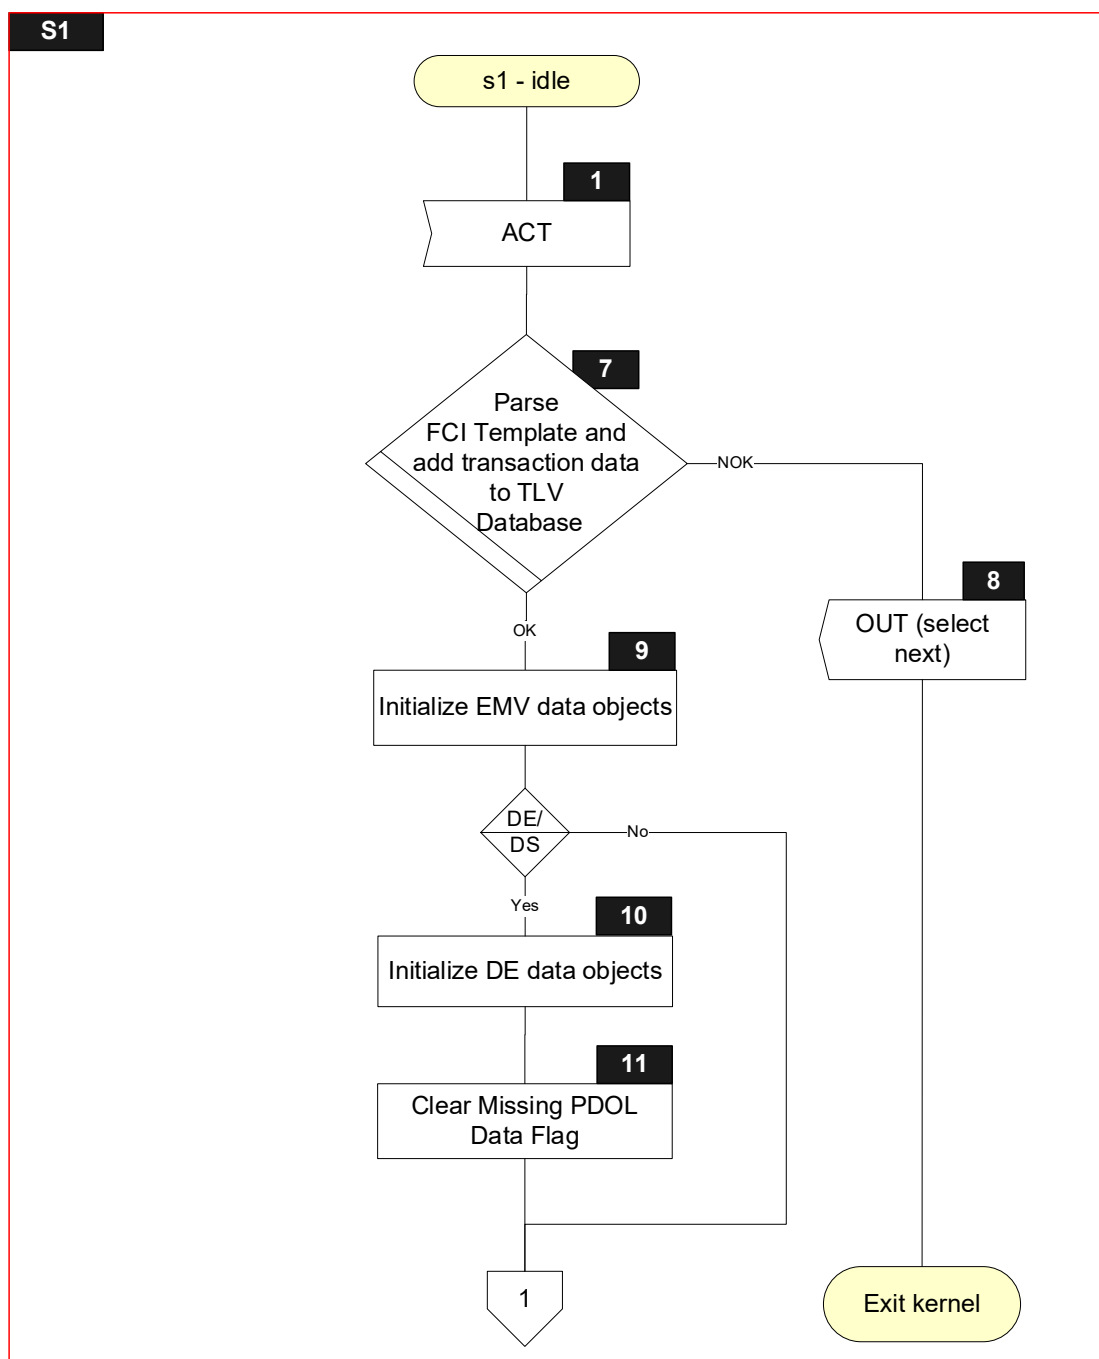 S1
s1 - idle
1
ACT
7
Parse
FCI Template and
add transaction data
to TLV
Database
NOK
8
OUT (select
next)
OK
9
Initialize EMV data objects
DE/
DS
No
Yes
10
Initialize DE data objects
11
Clear Missing PDOL
Data Flag
1
Exit kernel